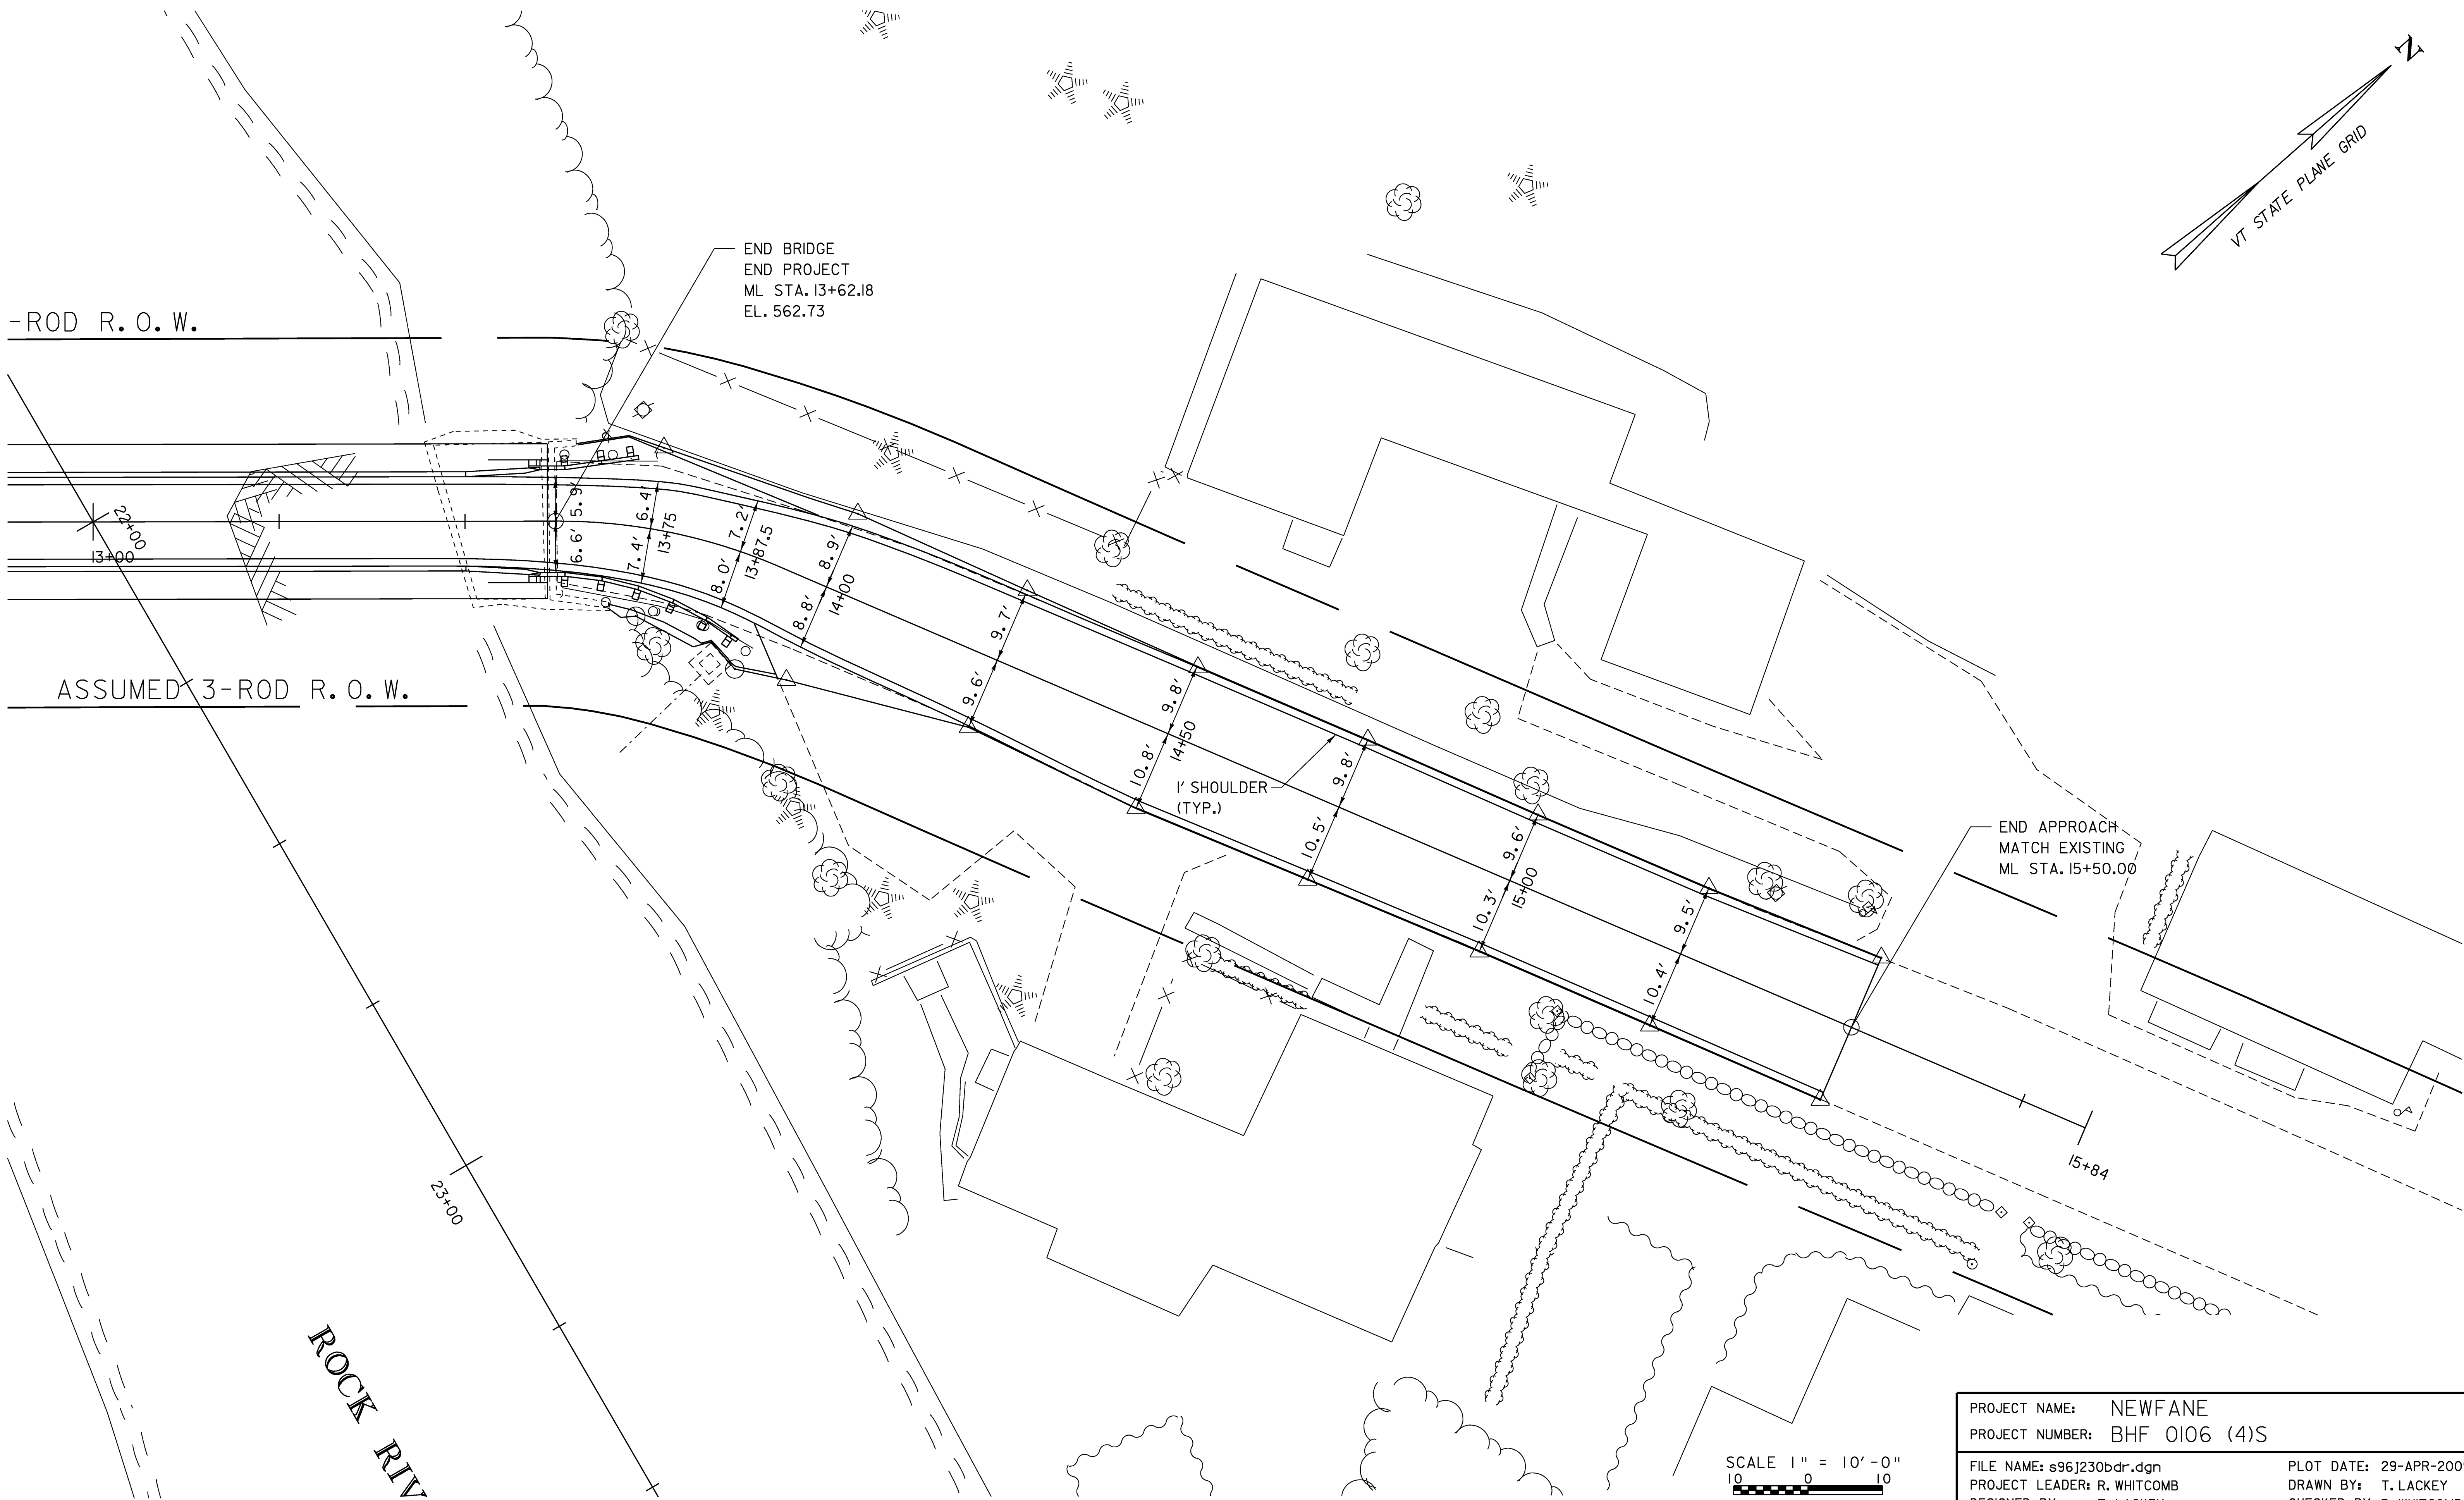 N
VT STATE PLANE GRID
END BRIDGE
END PROJECT
ML STA. 13+62.18
EL. 562.73
-ROD R.O.W.
22+00
13+00
5.9'
6.6'
6.4'
7.4'
13+75
7.2'
8.0'
13+87.5
8.9'
8.8'
14+00
9.7'
9.6'
9.8'
10.8'
14+50
9.8'
10.5'
9.6'
10.3'
15+00
9.5'
10.4'
ASSUMED 3-ROD R.O.W.
1' SHOULDER
(TYP.)
END APPROACH
MATCH EXISTING
ML STA. 15+50.00
15+84
23+00
ROCK RIV
SCALE 1" = 10'-0"
10 0 10
PROJECT NAME: NEWFANE
PROJECT NUMBER: BHF 0106 (4)S
FILE NAME: s96j230bdr.dgn
PLOT DATE: 29-APR-200
PROJECT LEADER: R. WHITCOMB
DRAWN BY: T. LACKEY